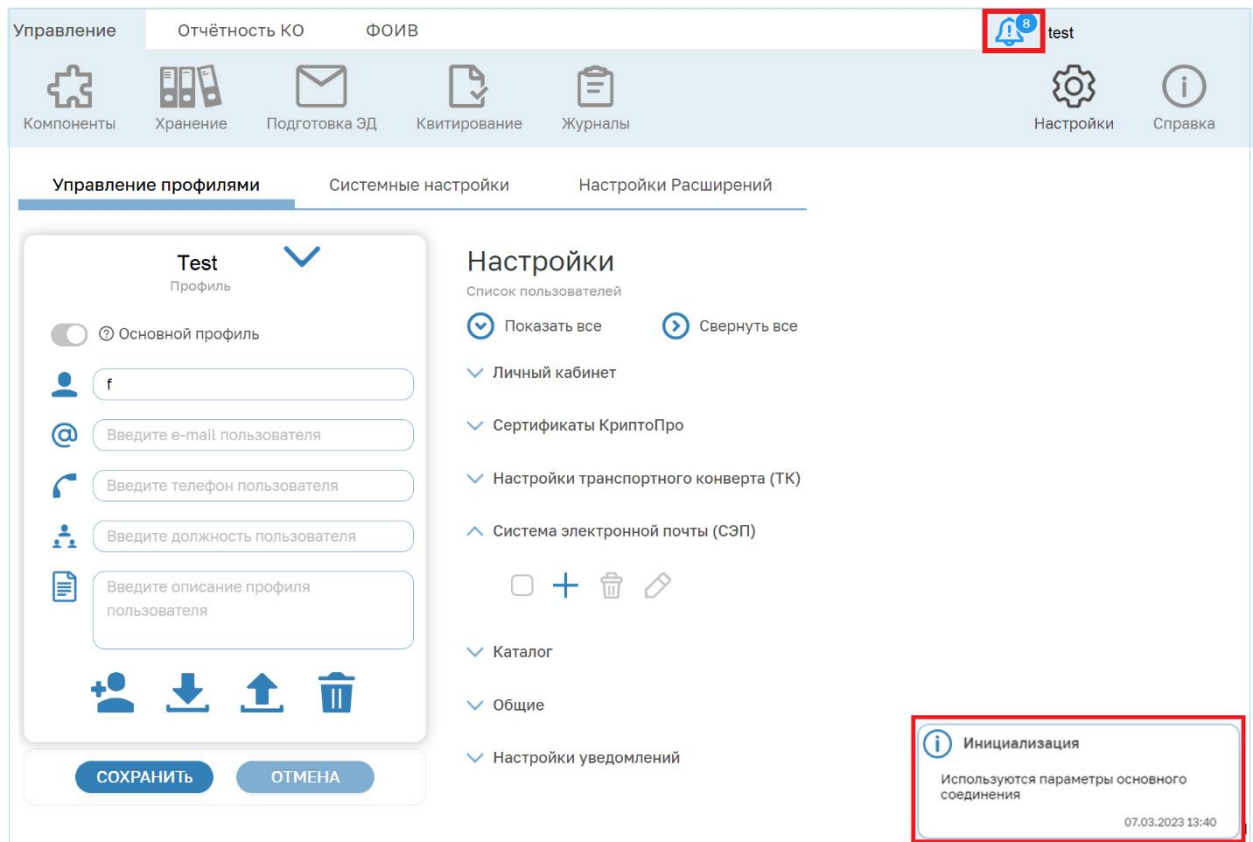 Управление Отчётность КО ФОИВ 8 test
Компоненты Хранение Подготовка ЭД Квитирование Журналы Настройки Справка
Управление профилями Системные настройки Настройки Расширений
Test
Профиль
Основной профиль
f
Введите e-mail пользователя
Введите телефон пользователя
Введите должность пользователя
Введите описание профиля
пользователя
СОХРАНИТЬ ОТМЕНА
Настройки
Список пользователей
Показать все Свернуть все
Личный кабинет
Сертификаты КриптоПро
Настройки транспортного конверта (ТК)
Система электронной почты (СЭП)
Каталог
Общие
Настройки уведомлений
Инициализация
Используются параметры основного
соединения
07.03.2023 13:40